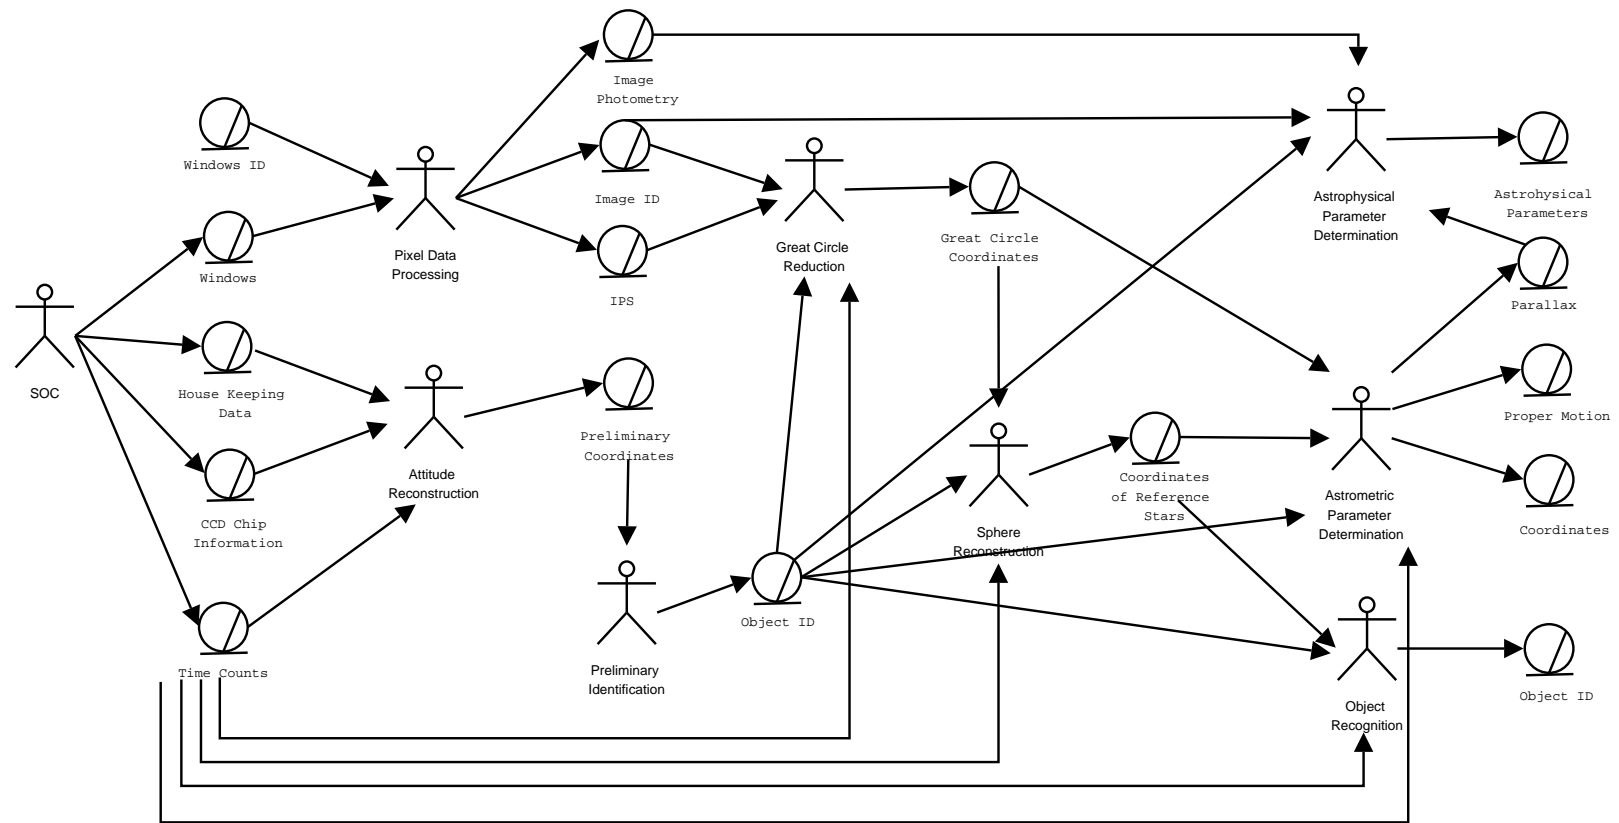 Image
Photometry
Windows ID
Image ID
Astrophysical
Parameter
Determination
Astrohysical
Parameters
Pixel Data
Processing
Great Circle
Reduction
Great Circle
Coordinates
Windows
IPS
Parallax
SOC
House Keeping
Data
Preliminary
Coordinates
Proper Motion
Attitude
Reconstruction
Coordinates
of Reference
Stars
Astrometric
Parameter
Determination
CCD Chip
Information
Sphere
Reconstruction
Coordinates
Time Counts
Preliminary
Identification
Object ID
Object
Recognition
Object ID